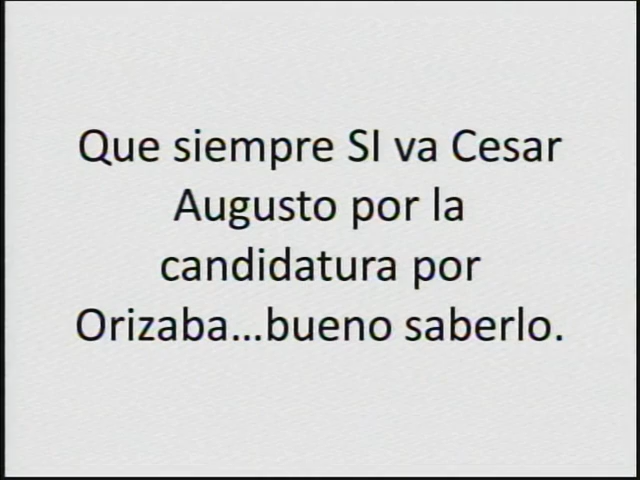 Que siempre SI va Cesar
Augusto por la
candidatura por
Orizaba...bueno saberlo.